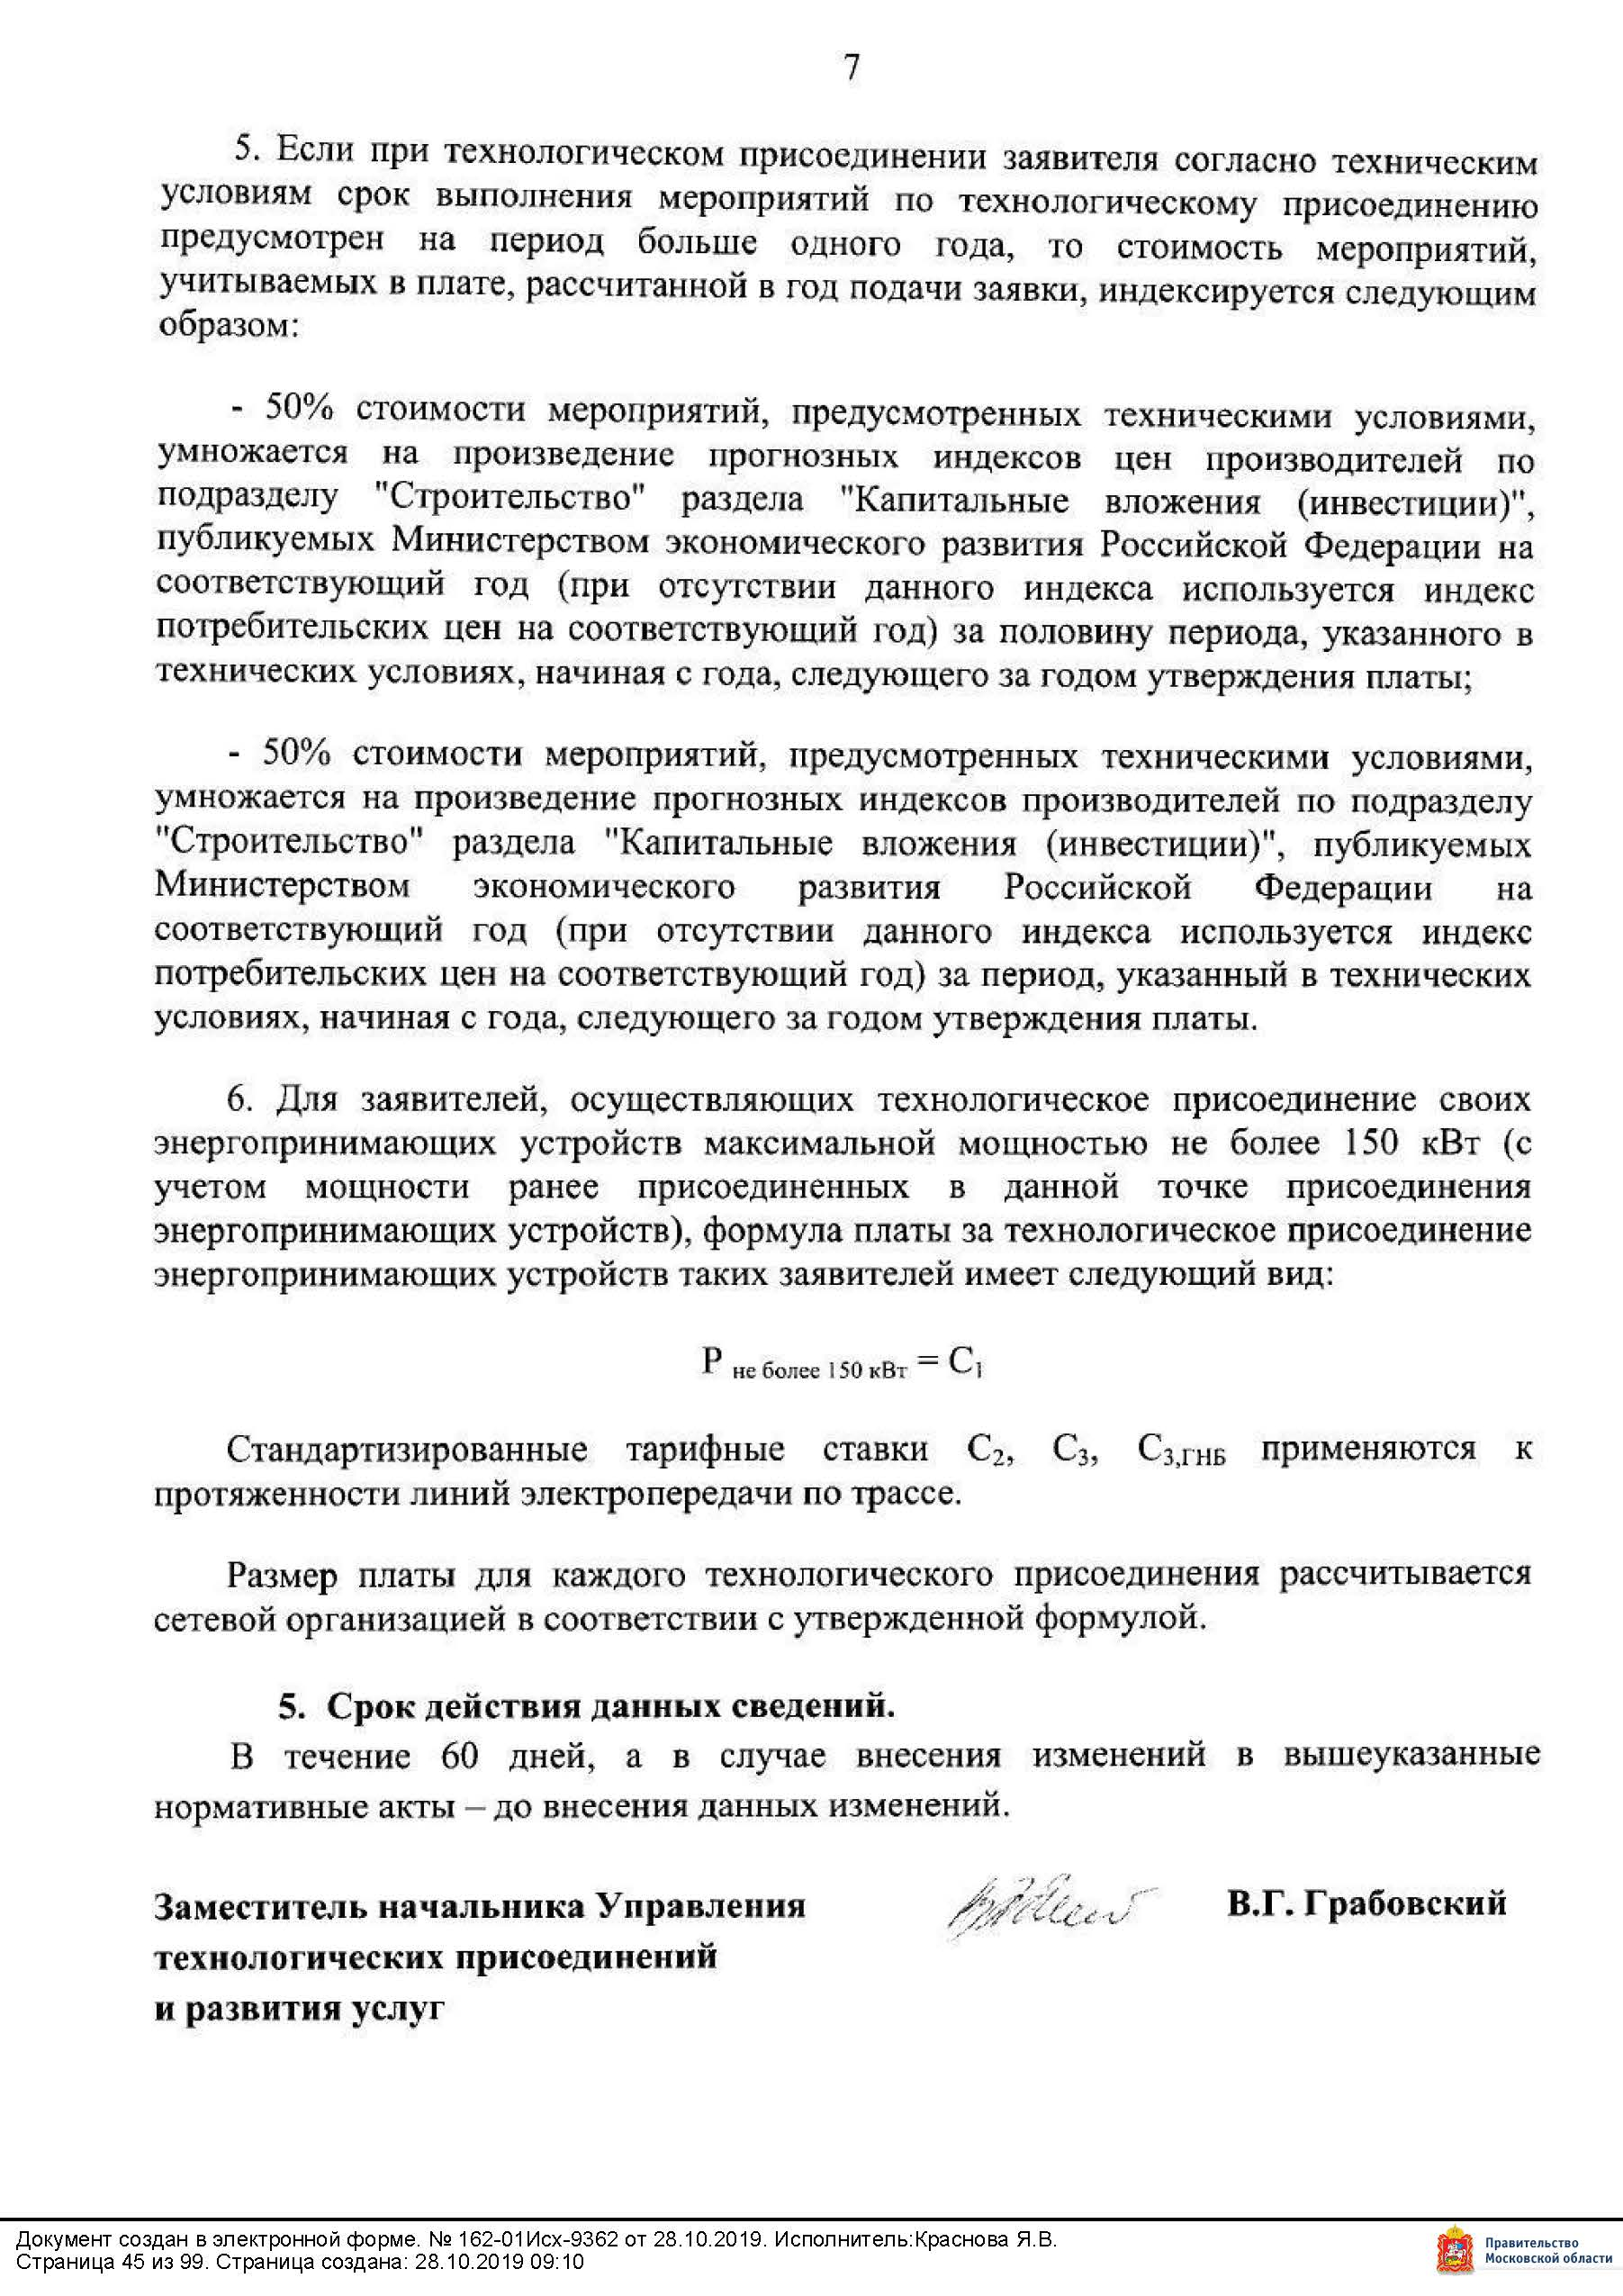 7
5. Если при технологическом присоединении заявителя согласно техническим
условиям срок выполнения мероприятий по технологическому присоединению
предусмотрен на период больше одного года, то стоимость мероприятий,
учитываемых в плате, рассчитанной в год подачи заявки, индексируется следующим
образом:
- 50% стоимости мероприятий, предусмотренных техническими условиями,
умножается на произведение прогнозных индексов цен производителей по
подразделу "Строительство" раздела "Капитальные вложения (инвестиции)",
публикуемых Министерством экономического развития Российской Федерации на
соответствующий год (при отсутствии данного индекса используется индекс
потребительских цен на соответствующий год) за половину периода, указанного в
технических условиях, начиная с года, следующего за годом утверждения платы;
- 50% стоимости мероприятий, предусмотренных техническими условиями,
умножается на произведение прогнозных индексов производителей по подразделу
"Строительство" раздела "Капитальные вложения (инвестиции)", публикуемых
Министерством экономического развития Российской Федерации на
соответствующий год (при отсутствии данного индекса используется индекс
потребительских цен на соответствующий год) за период, указанный в технических
условиях, начиная с года, следующего за годом утверждения платы.
6. Для заявителей, осуществляющих технологическое присоединение своих
энергопринимающих устройств максимальной мощностью не более 150 кВт (с
учетом мощности ранее присоединенных в данной точке присоединения
энергопринимающих устройств), формула платы за технологическое присоединение
энергопринимающих устройств таких заявителей имеет следующий вид:
Р не более 150 кВт = С₁
Стандартизированные тарифные ставки С₂, С₃, С₃,ГНБ применяются к
протяженности линий электропередачи по трассе.
Размер платы для каждого технологического присоединения рассчитывается
сетевой организацией в соответствии с утвержденной формулой.
5. Срок действия данных сведений.
В течение 60 дней, а в случае внесения изменений в вышеуказанные
нормативные акты – до внесения данных изменений.
Заместитель начальника Управления В.Г. Грабовский
технологических присоединений
и развития услуг
Документ создан в электронной форме. № 162-01Исх-9362 от 28.10.2019. Исполнитель:Краснова Я.В.
Страница 45 из 99. Страница создана: 28.10.2019 09:10
Правительство
Московской области